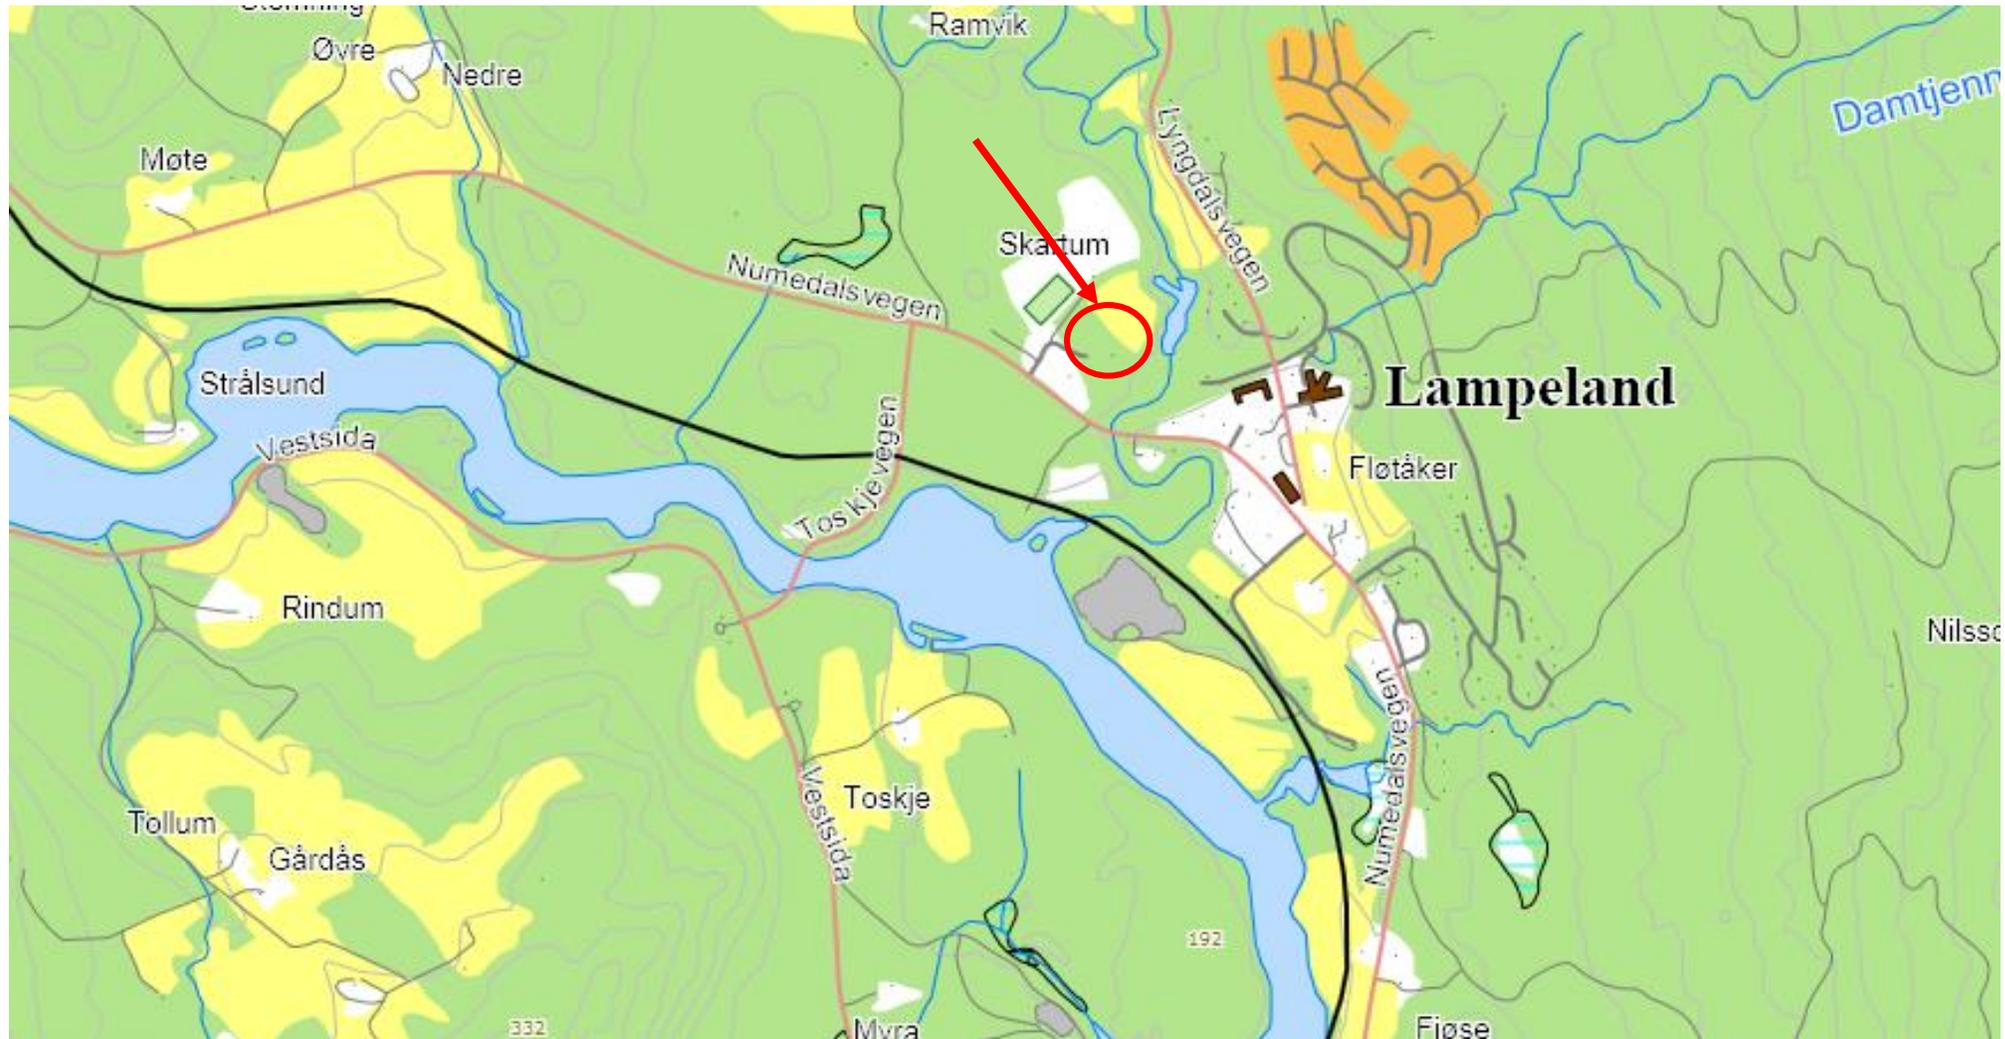 Ramvik
Øvre
Nedre
Damtjenn
Møte
Lyngdalsvegen
Skartum
Numedalsvegen
Strålsund
Lampeland
Vestsida
Toskjevegen
Fløtåker
Rindum
Nilssc
Numedalsvegen
Toskje
Vestsida
Tollum
Gårdås
192
332
Myra
Fjøse